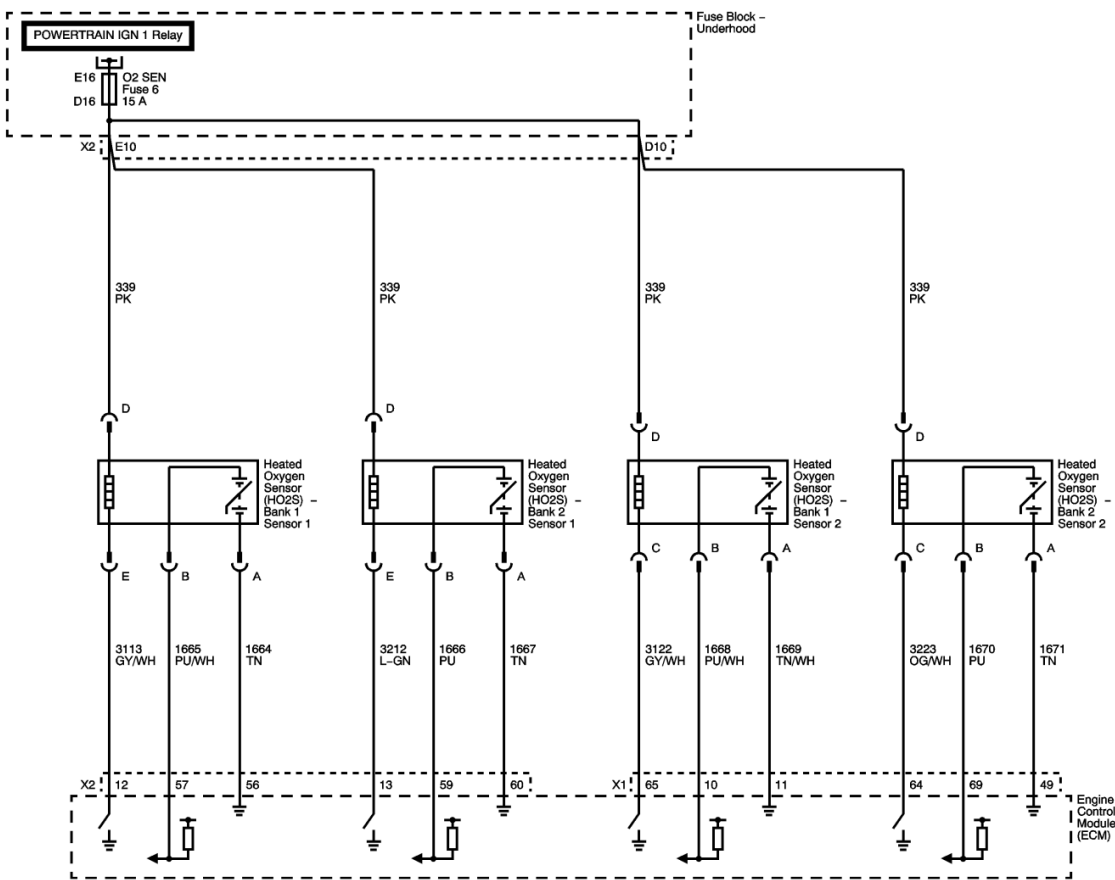 Fuse Block –
Underhood
POWERTRAIN IGN 1 Relay
E16
D16
O2 SEN
Fuse 6
15 A
X2
E10
D10
339
PK
339
PK
339
PK
339
PK
D
D
D
D
Heated
Oxygen
Sensor
(HO2S) –
Bank 1
Sensor 1
Heated
Oxygen
Sensor
(HO2S) –
Bank 2
Sensor 1
Heated
Oxygen
Sensor
(HO2S) –
Bank 1
Sensor 2
Heated
Oxygen
Sensor
(HO2S) –
Bank 2
Sensor 2
E
B
A
E
B
A
C
B
A
C
B
A
3113
GY/WH
1665
PU/WH
1664
TN
3212
L–GN
1666
PU
1667
TN
3122
GY/WH
1668
PU/WH
1669
TN/WH
3223
OG/WH
1670
PU
1671
TN
X2
12
57
56
13
59
60
X1
65
10
11
64
69
49
Engine
Control
Module
(ECM)